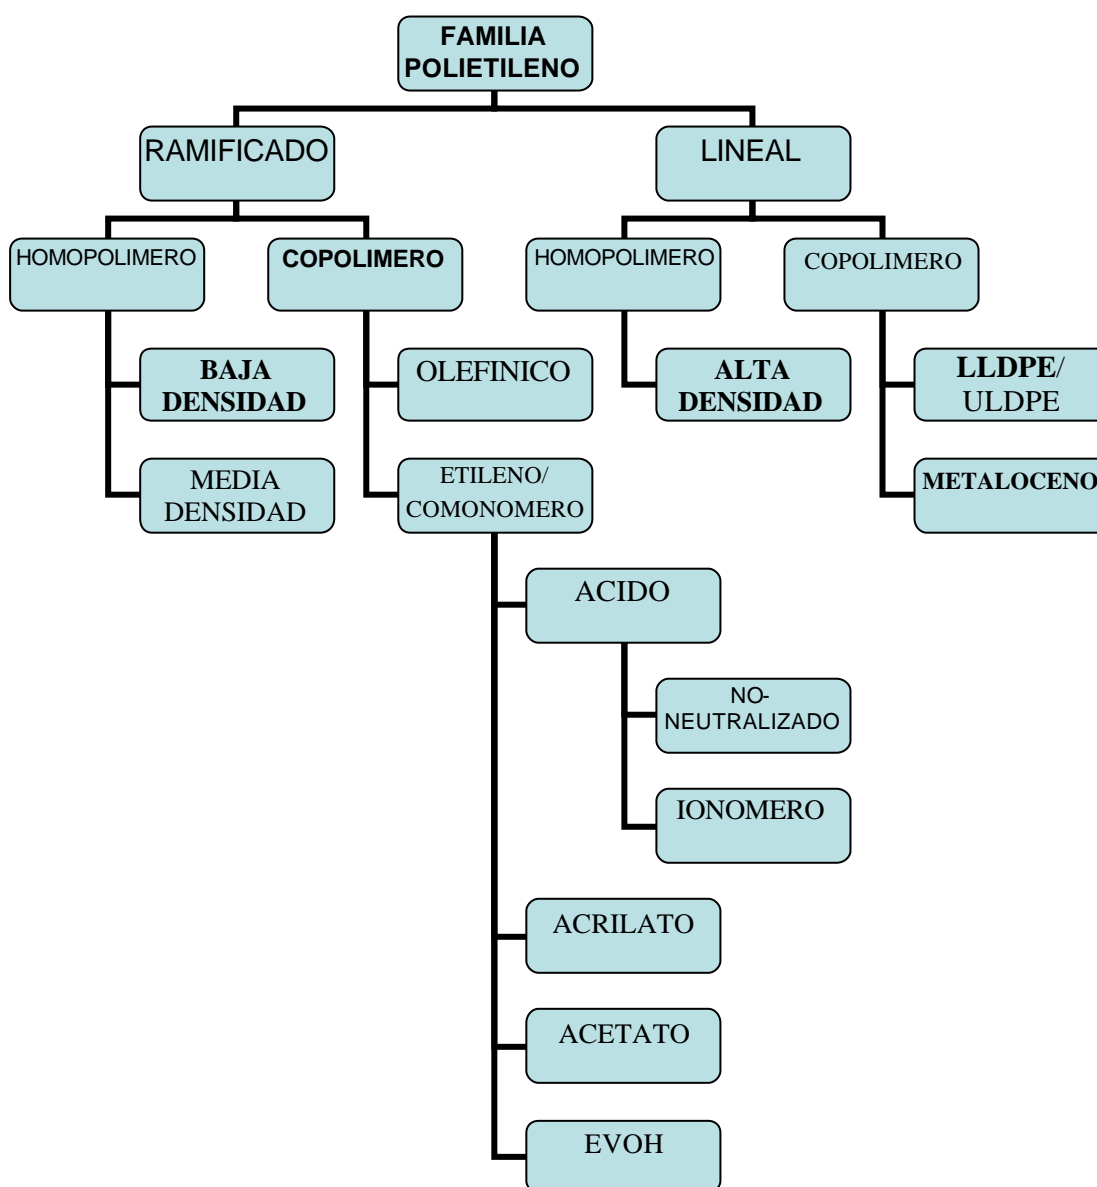 FAMILIA
POLIETILENO
RAMIFICADO
LINEAL
HOMOPOLIMERO
COPOLIMERO
HOMOPOLIMERO
COPOLIMERO
BAJA
DENSIDAD
OLEFINICO
ALTA
DENSIDAD
LLDPE/
ULDPE
MEDIA
DENSIDAD
ETILENO/
COMONOMERO
METALOCENO
ACIDO
NO-
NEUTRALIZADO
IONOMERO
ACRILATO
ACETATO
EVOH